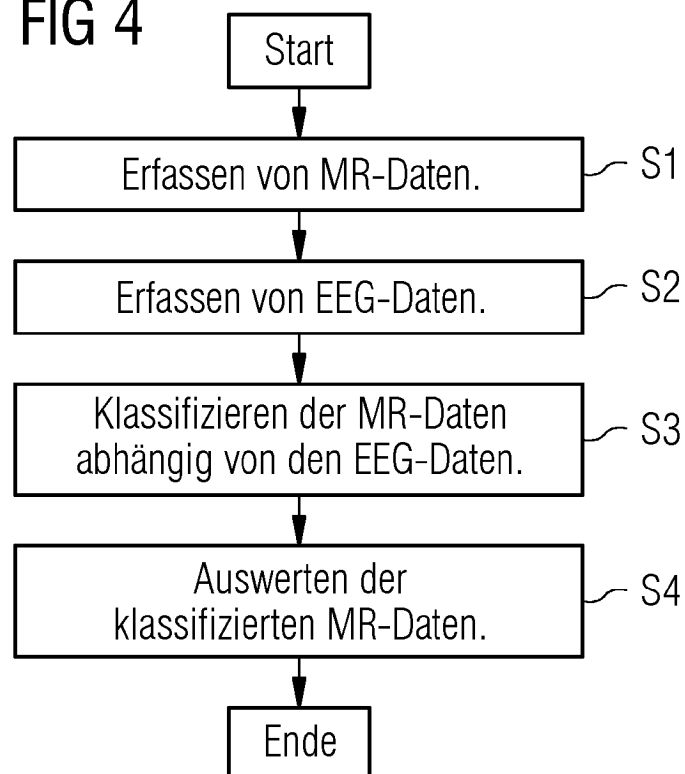 FIG 4
Start
Erfassen von MR-Daten.
S1
Erfassen von EEG-Daten.
S2
Klassifizieren der MR-Daten
abhängig von den EEG-Daten.
S3
Auswerten der
klassifizierten MR-Daten.
S4
Ende